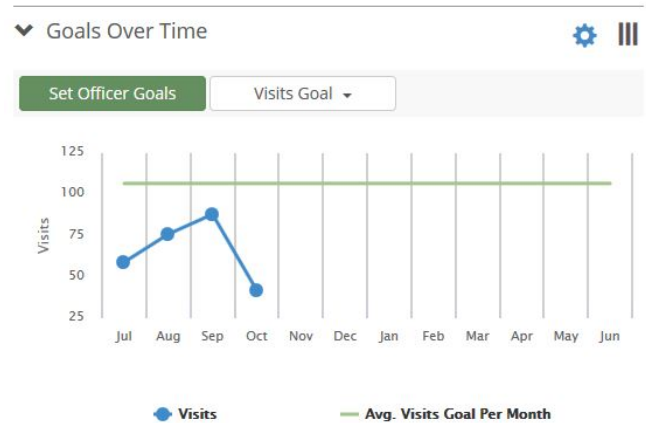 Goals Over Time
Set Officer Goals
Visits Goal
125
100
75
50
25
Visits
Jul Aug Sep Oct Nov Dec Jan Feb Mar Apr May Jun
Visits
Avg. Visits Goal Per Month